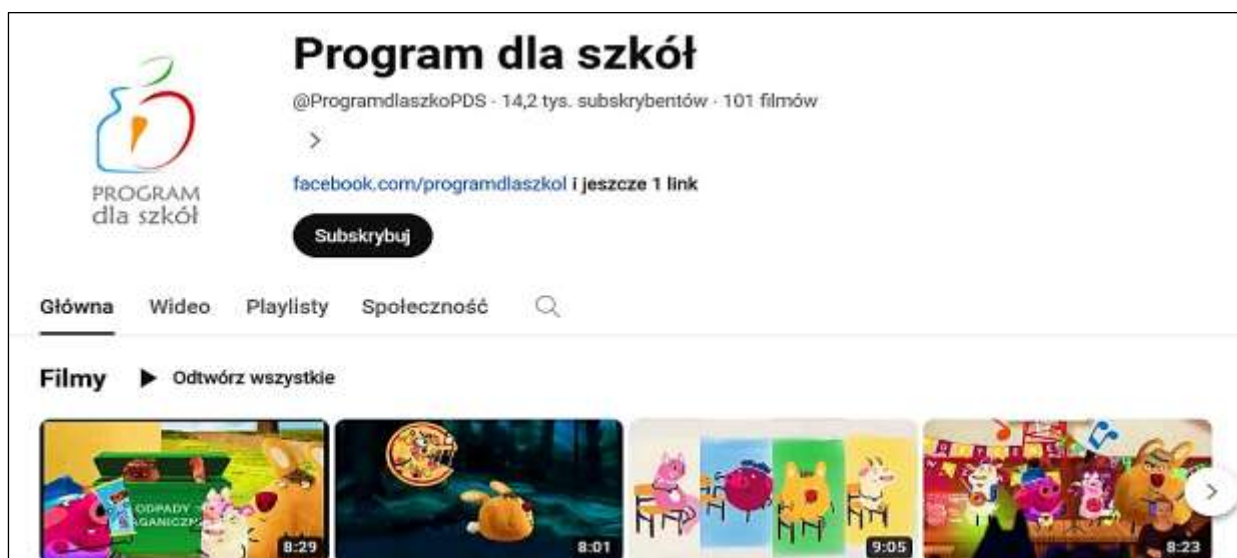 Program dla szkół
@ProgramdlaszkoPDS · 14,2 tys. subskrybentów · 101 filmów
facebook.com/programdlaszkol i jeszcze 1 link
PROGRAM
dla szkół
Subskrybuj
Główna Wideo Playlisty Społeczność
Filmy Odtwórz wszystkie
ODPADY
8:29 8:01 9:05 8:23